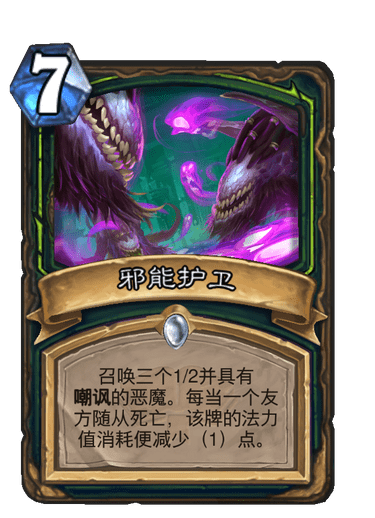 7
邪能护卫
召唤三个1/2并具有
嘲讽的恶魔。每当一个友
方随从死亡，该牌的法力
值消耗便减少（1）点。